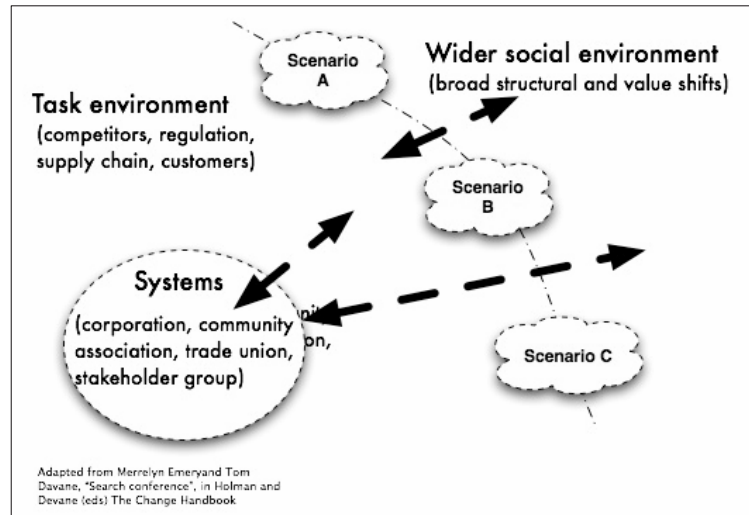 Scenario
A
Wider social environment
(broad structural and value shifts)
Task environment
(competitors, regulation,
supply chain, customers)
Scenario
B
Systems
(corporation, community
association, trade union,
stakeholder group)
Scenario C
Adapted from Merrelyn Emeryand Tom
Davane, "Search conference", in Holman and
Devane (eds) The Change Handbook